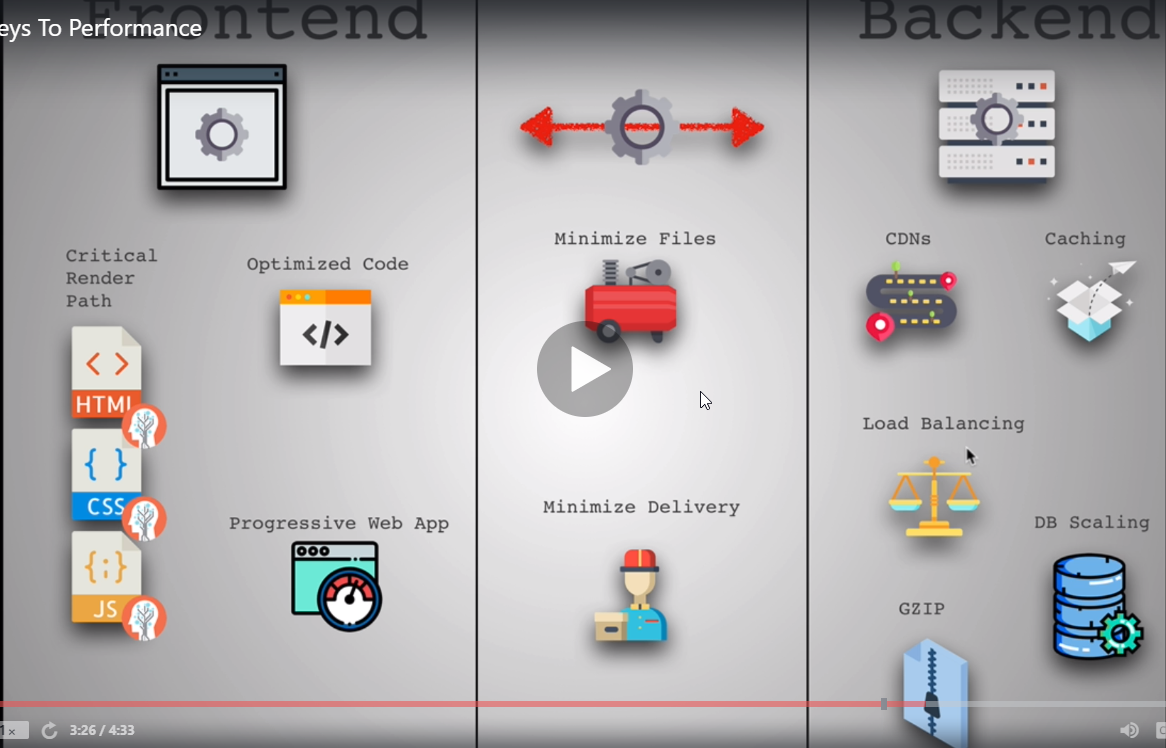 eys To Performance
Frontend
Backend
Minimize Files
CDNs
Caching
Critical
Render
Path
Optimized Code
HTML
CSS
JS
Load Balancing
Minimize Delivery
Progressive Web App
DB Scaling
GZIP
1x
3:26 / 4:33